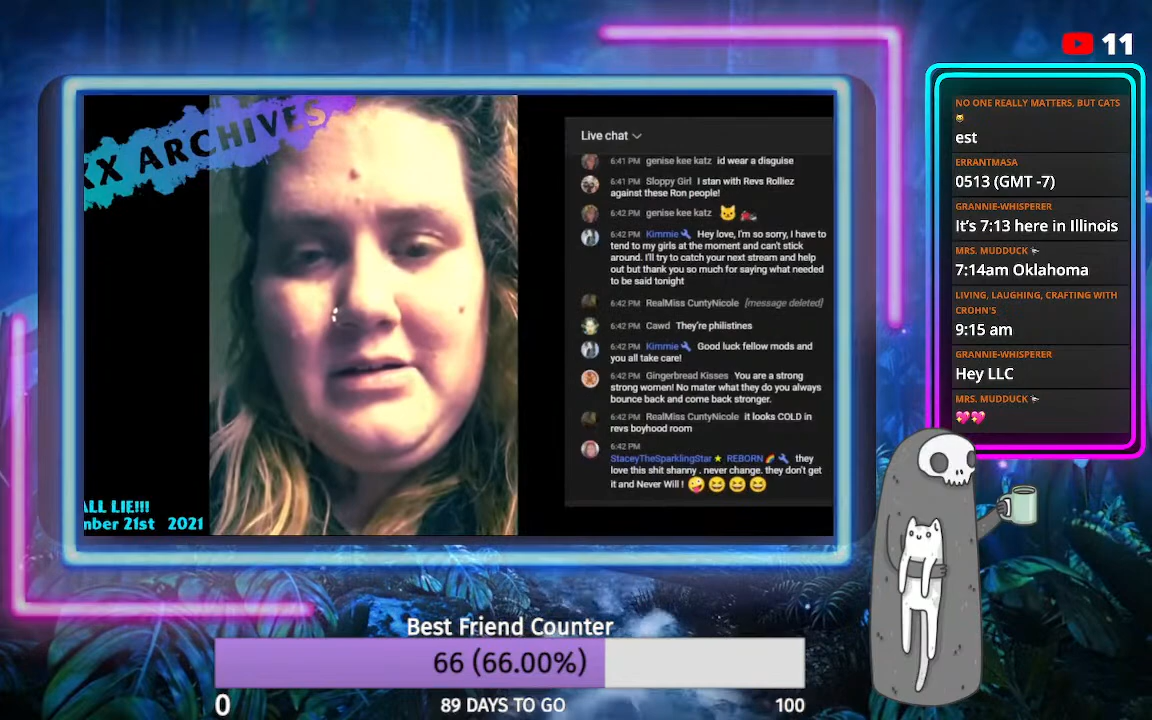 11
XX ARCHIVES
ALL LIE!!!
mber 21st 2021
Live chat
6:41 PM genise kee katz id wear a disguise
6:41 PM Sloppy Girl I stan with Revs Rolliez
against these Ron people!
6:42 PM genise kee katz
6:42 PM Kimmie Hey love, I'm so sorry, I have to
tend to my girls at the moment and can't stick
around. I'll try to catch your next stream and help
out but thank you so much for saying what needed
to be said tonight
6:42 PM RealMiss CuntyNicole [message deleted]
6:42 PM Cawd They're philistines
6:42 PM Kimmie Good luck fellow mods and
you all take care!
6:42 PM Gingerbread Kisses You are a strong
strong women! No mater what they do you always
bounce back and come back stronger.
6:42 PM RealMiss CuntyNicole it looks COLD in
revs boyhood room
6:42 PM
StaceyTheSparklingStar ★ REBORN they
love this shit shanny . never change. they don't get
it and Never Will !
NO ONE REALLY MATTERS, BUT CATS
est
ERRANTMASA
0513 (GMT -7)
GRANNIE-WHISPERER
It's 7:13 here in Illinois
MRS. MUDDUCK
7:14am Oklahoma
LIVING, LAUGHING, CRAFTING WITH
CROHN'S
9:15 am
GRANNIE-WHISPERER
Hey LLC
MRS. MUDDUCK
Best Friend Counter
66 (66.00%)
0 89 DAYS TO GO 100